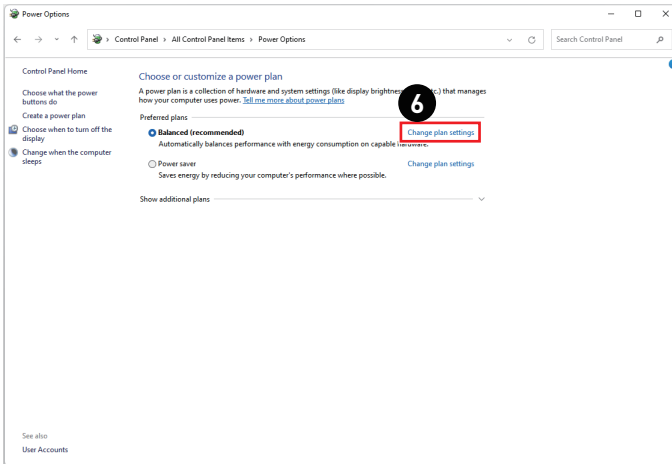 Power Options
Control Panel > All Control Panel Items > Power Options
Search Control Panel
Control Panel Home
Choose what the power
buttons do
Create a power plan
Choose when to turn off the
display
Change when the computer
sleeps
Choose or customize a power plan
A power plan is a collection of hardware and system settings (like display brightness, etc.) that manages
how your computer uses power. Tell me more about power plans
Preferred plans
6
Balanced (recommended)
Change plan settings
Automatically balances performance with energy consumption on capable hardware.
Power saver
Change plan settings
Saves energy by reducing your computer's performance where possible.
Show additional plans
See also
User Accounts